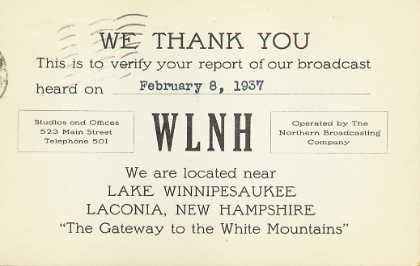 WE THANK YOU
This is to verify your report of our broadcast
heard on February 8, 1937
Studios and Offices
523 Main Street
Telephone 501
WLNH
Operated by The
Northern Broadcasting
Company
We are located near
LAKE WINNIPESAUKEE
LACONIA, NEW HAMPSHIRE
"The Gateway to the White Mountains"